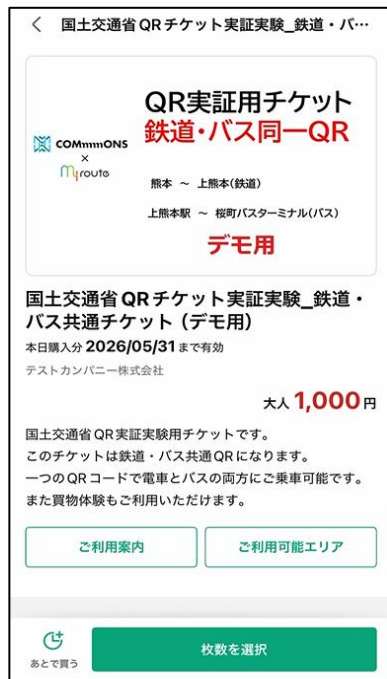 国土交通省QRチケット実証実験_鉄道・バ…
QR実証用チケット
鉄道・バス同一QR
COMmmmONS
×
my route
熊本 ～ 上熊本(鉄道)
上熊本駅 ～ 桜町バスターミナル(バス)
デモ用
国土交通省QRチケット実証実験_鉄道・
バス共通チケット（デモ用）
本日購入分 2026/05/31 まで有効
テストカンパニー株式会社
大人 1,000 円
国土交通省QR実証実験用チケットです。
このチケットは鉄道・バス共通QRになります。
一つのQRコードで電車とバスの両方にご乗車可能です。
また買物体験もご利用いただけます。
ご利用案内
ご利用可能エリア
あとで買う
枚数を選択